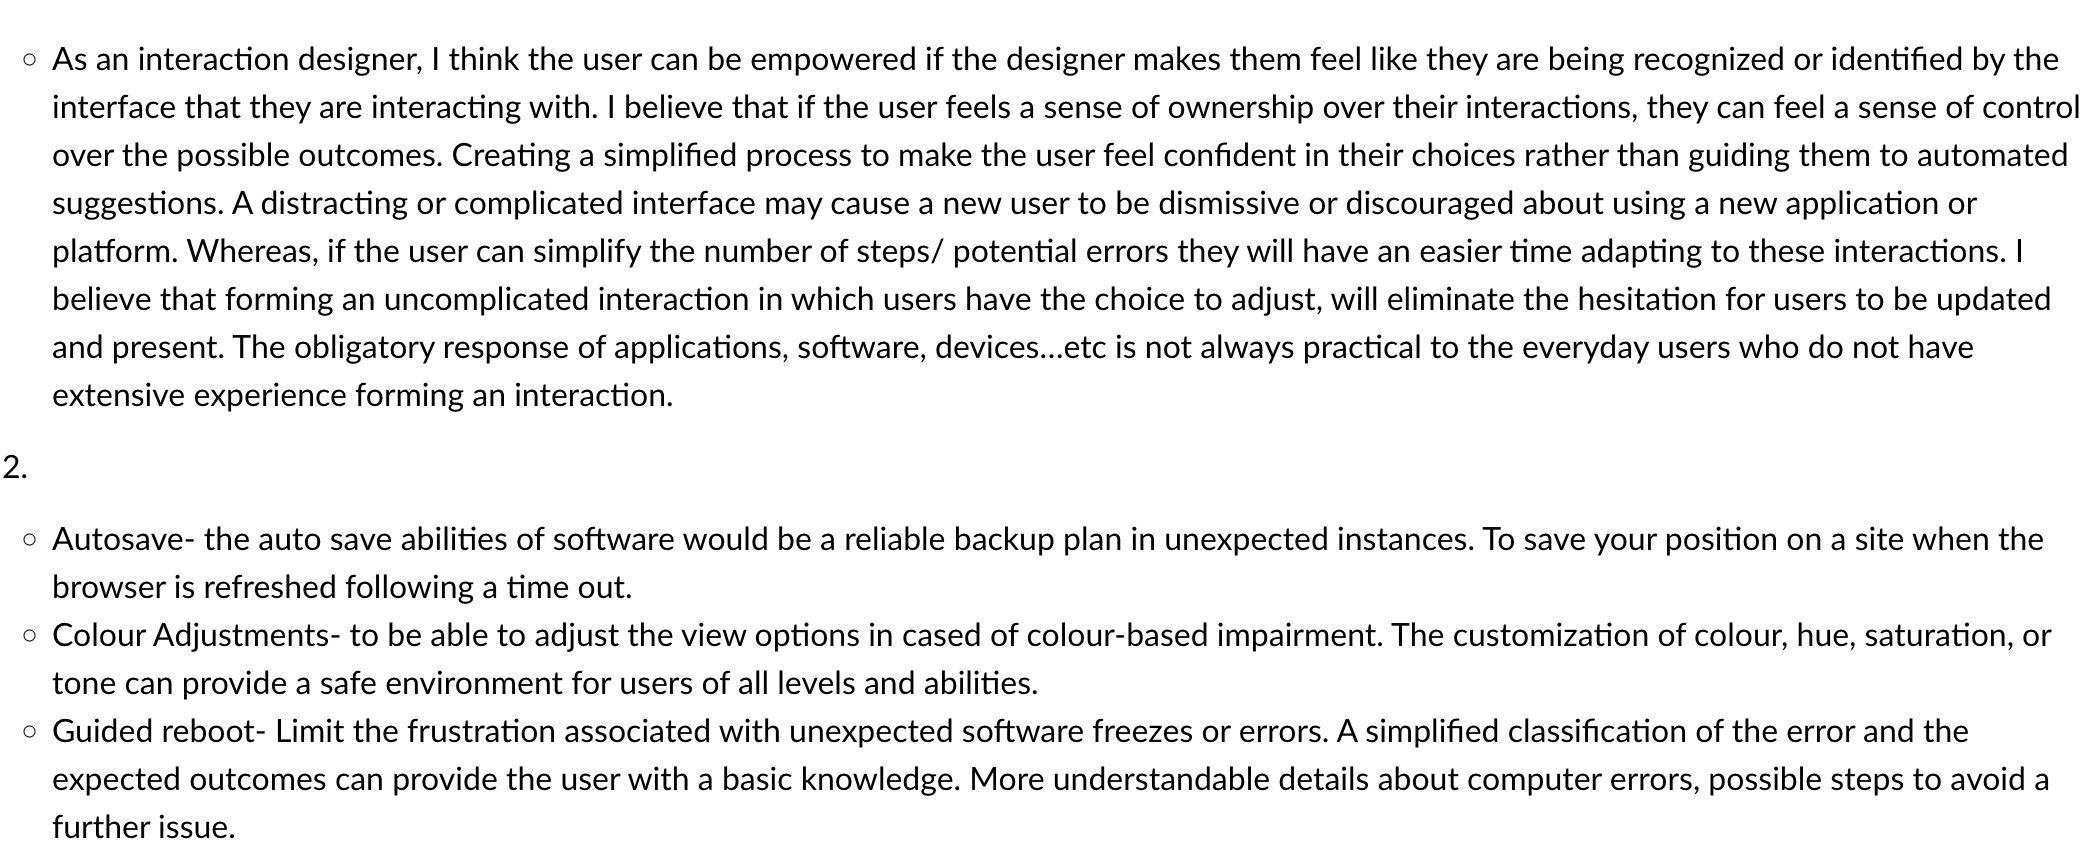 ◦ As an interaction designer, I think the user can be empowered if the designer makes them feel like they are being recognized or identified by the
interface that they are interacting with. I believe that if the user feels a sense of ownership over their interactions, they can feel a sense of control
over the possible outcomes. Creating a simplified process to make the user feel confident in their choices rather than guiding them to automated
suggestions. A distracting or complicated interface may cause a new user to be dismissive or discouraged about using a new application or
platform. Whereas, if the user can simplify the number of steps/ potential errors they will have an easier time adapting to these interactions. I
believe that forming an uncomplicated interaction in which users have the choice to adjust, will eliminate the hesitation for users to be updated
and present. The obligatory response of applications, software, devices...etc is not always practical to the everyday users who do not have
extensive experience forming an interaction.
2.
◦ Autosave- the auto save abilities of software would be a reliable backup plan in unexpected instances. To save your position on a site when the
browser is refreshed following a time out.
◦ Colour Adjustments- to be able to adjust the view options in cased of colour-based impairment. The customization of colour, hue, saturation, or
tone can provide a safe environment for users of all levels and abilities.
◦ Guided reboot- Limit the frustration associated with unexpected software freezes or errors. A simplified classification of the error and the
expected outcomes can provide the user with a basic knowledge. More understandable details about computer errors, possible steps to avoid a
further issue.